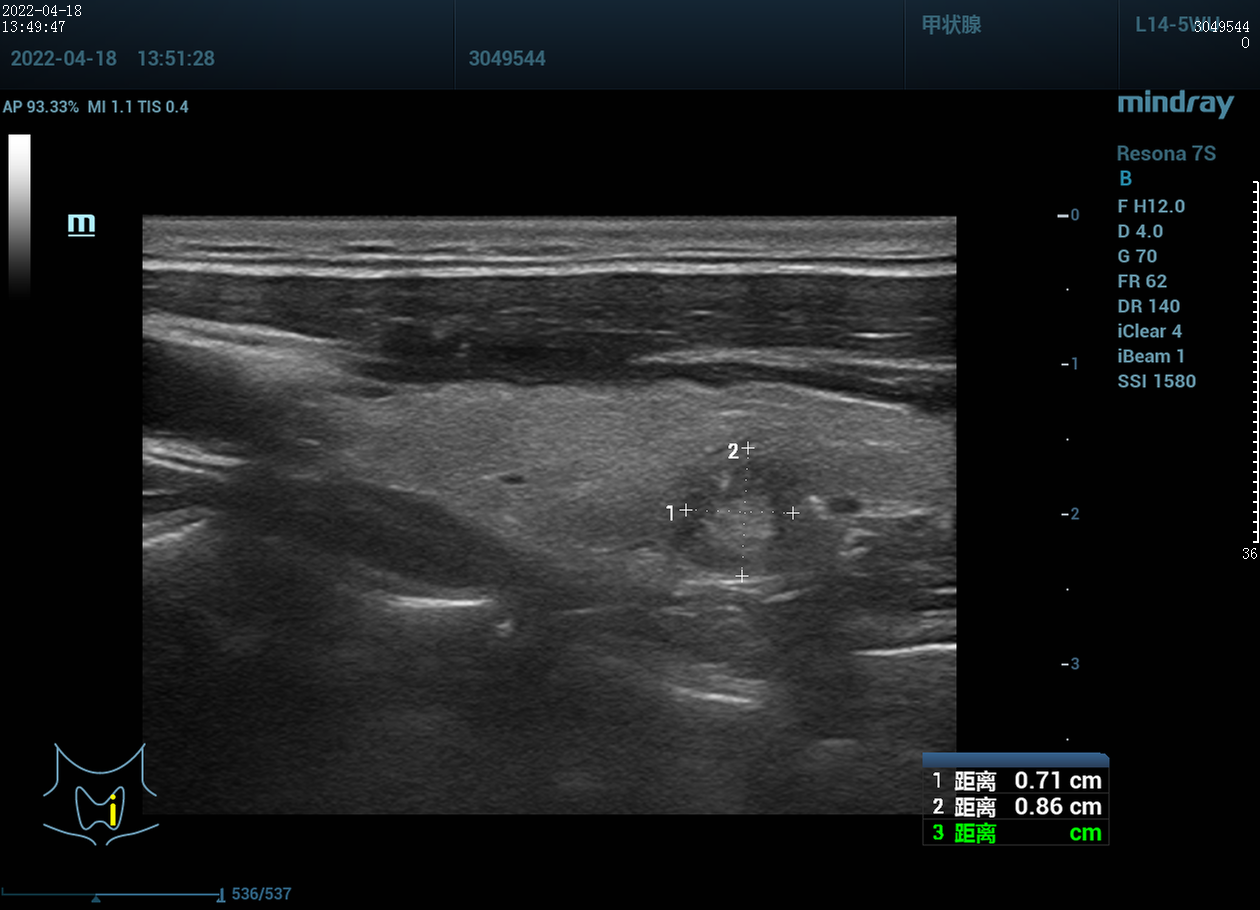 2022-04-18
13:49:47
甲状腺
L14-5W
3049544
0
2022-04-18 13:51:28
3049544
AP 93.33% MI 1.1 TIS 0.4
mindray
Resona 7S
B
F H12.0
D 4.0
G 70
FR 62
DR 140
iClear 4
iBeam 1
SSI 1580
m
0
1
2
3
36
2
1
1 距离 0.71 cm
2 距离 0.86 cm
3 距离 cm
i
536/537